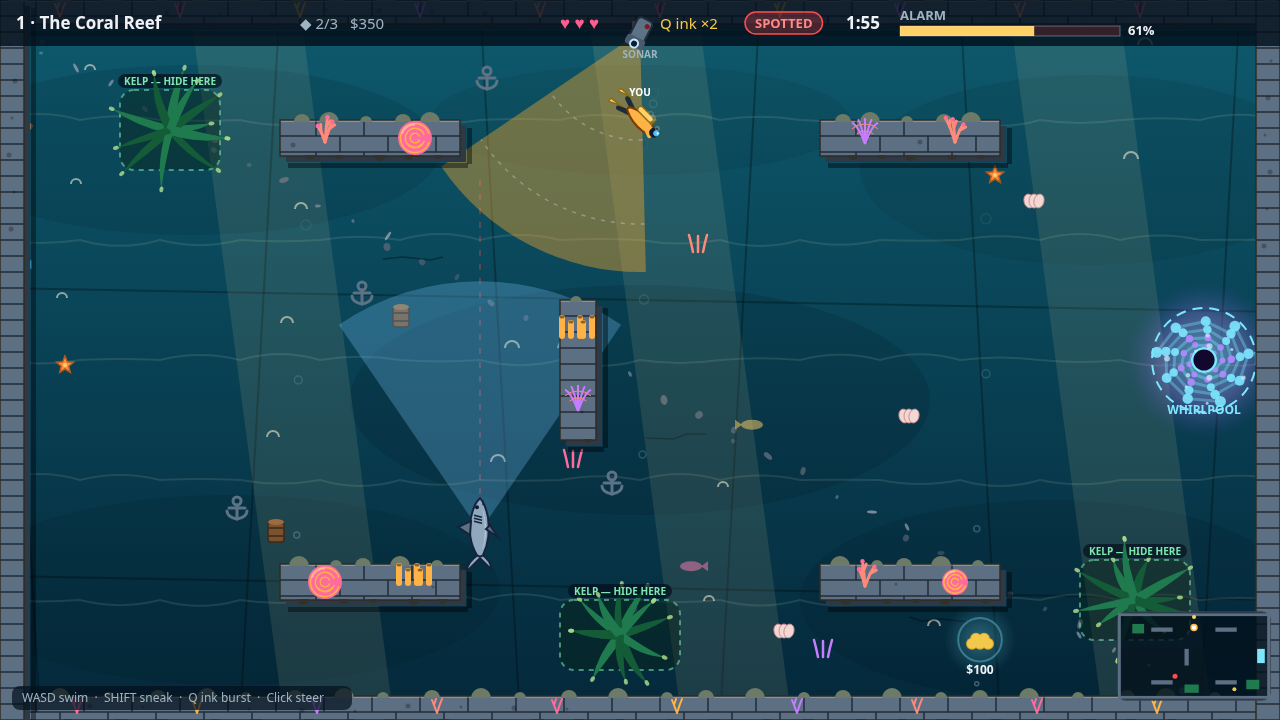 1 · The Coral Reef
◆ 2/3 $350
♥ ♥ ♥
Q ink ×2
SPOTTED
1:55
ALARM
61%
SONAR
YOU
KELP — HIDE HERE
WHIRLPOOL
KELP — HIDE HERE
KELP — HIDE HERE
$100
WASD swim · SHIFT sneak · Q ink burst · Click steer